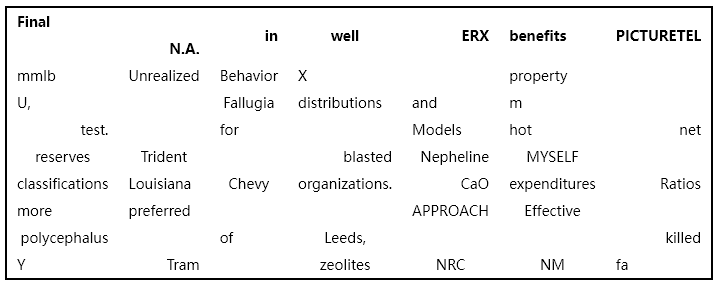 Final N.A. in well ERX benefits PICTURETEL
mmlb Unrealized Behavior X property
U, Fallugia distributions and m
test. for Models hot net
reserves Trident blasted Nepheline MYSELF
classifications Louisiana Chevy organizations. CaO expenditures Ratios
more preferred APPROACH Effective
polycephalus of Leeds, killed
Y Tram zeolites NRC NM fa